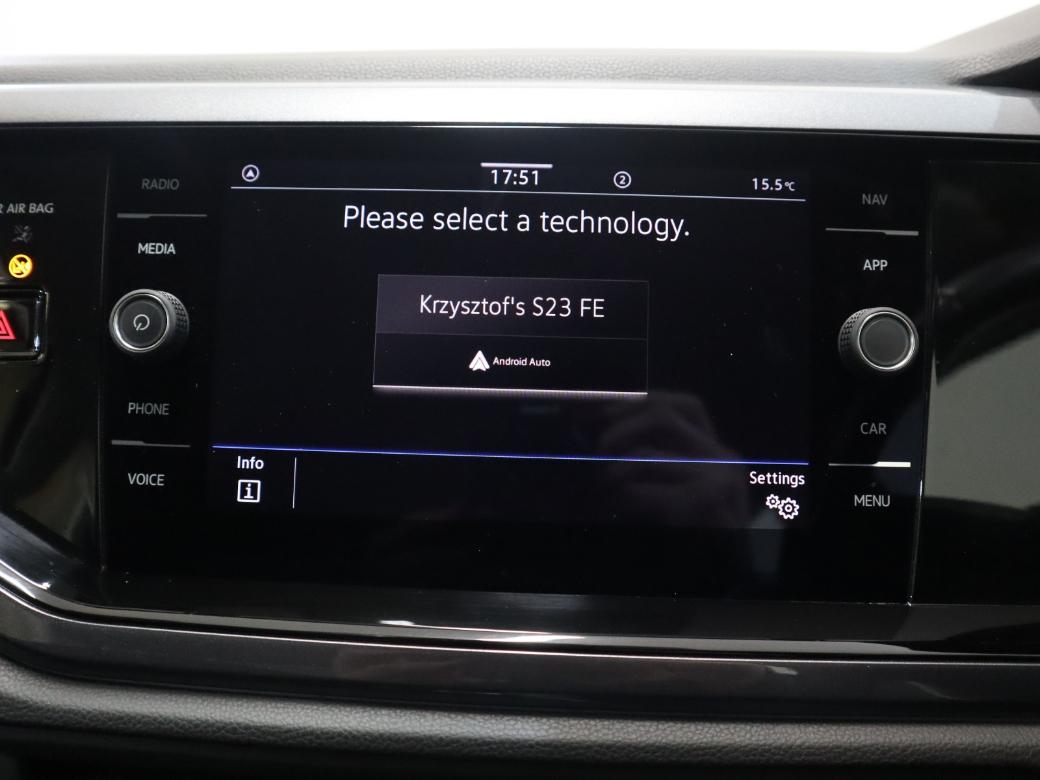 RADIO
MEDIA
PHONE
VOICE
AIR BAG
17:51
2
15.5°C
Please select a technology.
Krzysztof's S23 FE
Android Auto
Info
i
Settings
NAV
APP
CAR
MENU